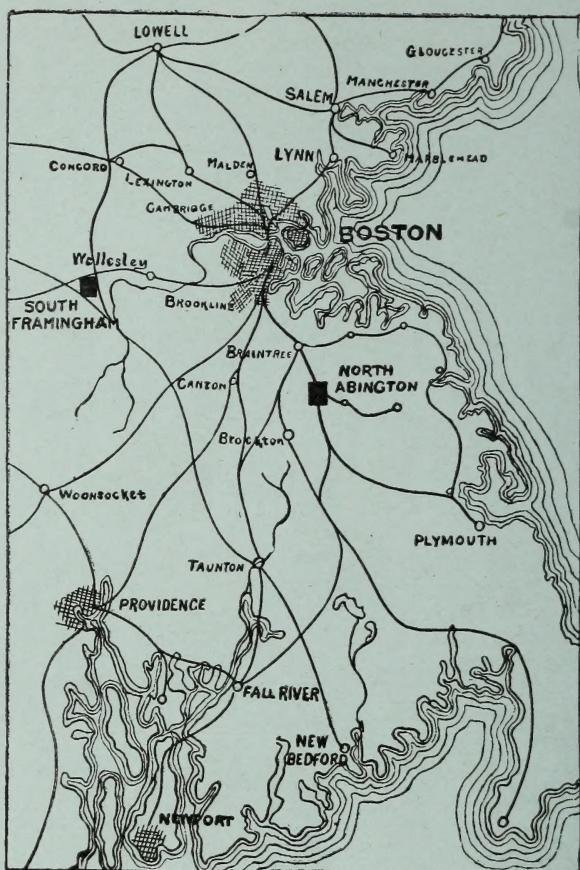 LOWELL
GLOUCESTER
MANCHESTER
SALEM
CONCORD
LEXINGTON
MALDEN
LYNN
MARBLEHEAD
CAMBRIDGE
BOSTON
Wellesley
SOUTH
FRAMINGHAM
BROOKLINE
BRAINTREE
NORTH
ABINGTON
CANTON
BROCKTON
WOONSOCKET
PLYMOUTH
TAUNTON
PROVIDENCE
FALL RIVER
NEW
BEDFORD
NEWPORT